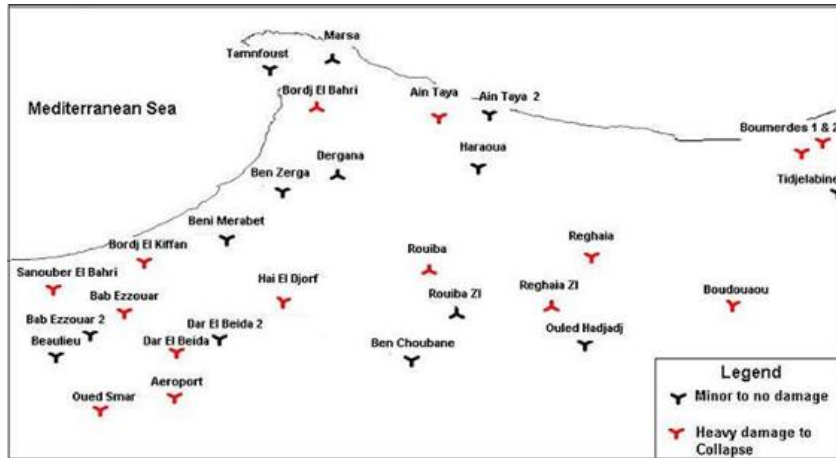 Marsa
Tamnfoust
Bordj El Bahri
Ain Taya
Ain Taya 2
Mediterranean Sea
Boumerdes 1 & 2
Dergana
Haraoua
Ben Zerga
Tidjelabine
Beni Merabet
Bordj El Kiffan
Rouiba
Reghaia
Sanouber El Bahri
Hai El Djorf
Bab Ezzouar
Rouiba ZI
Reghaia ZI
Boudouaou
Bab Ezzouar 2
Dar El Beida 2
Beaulieu
Dar El Beida
Ben Choubane
Ouled Hadjadj
Aeroport
Oued Smar
Legend
Minor to no damage
Heavy damage to
Collapse